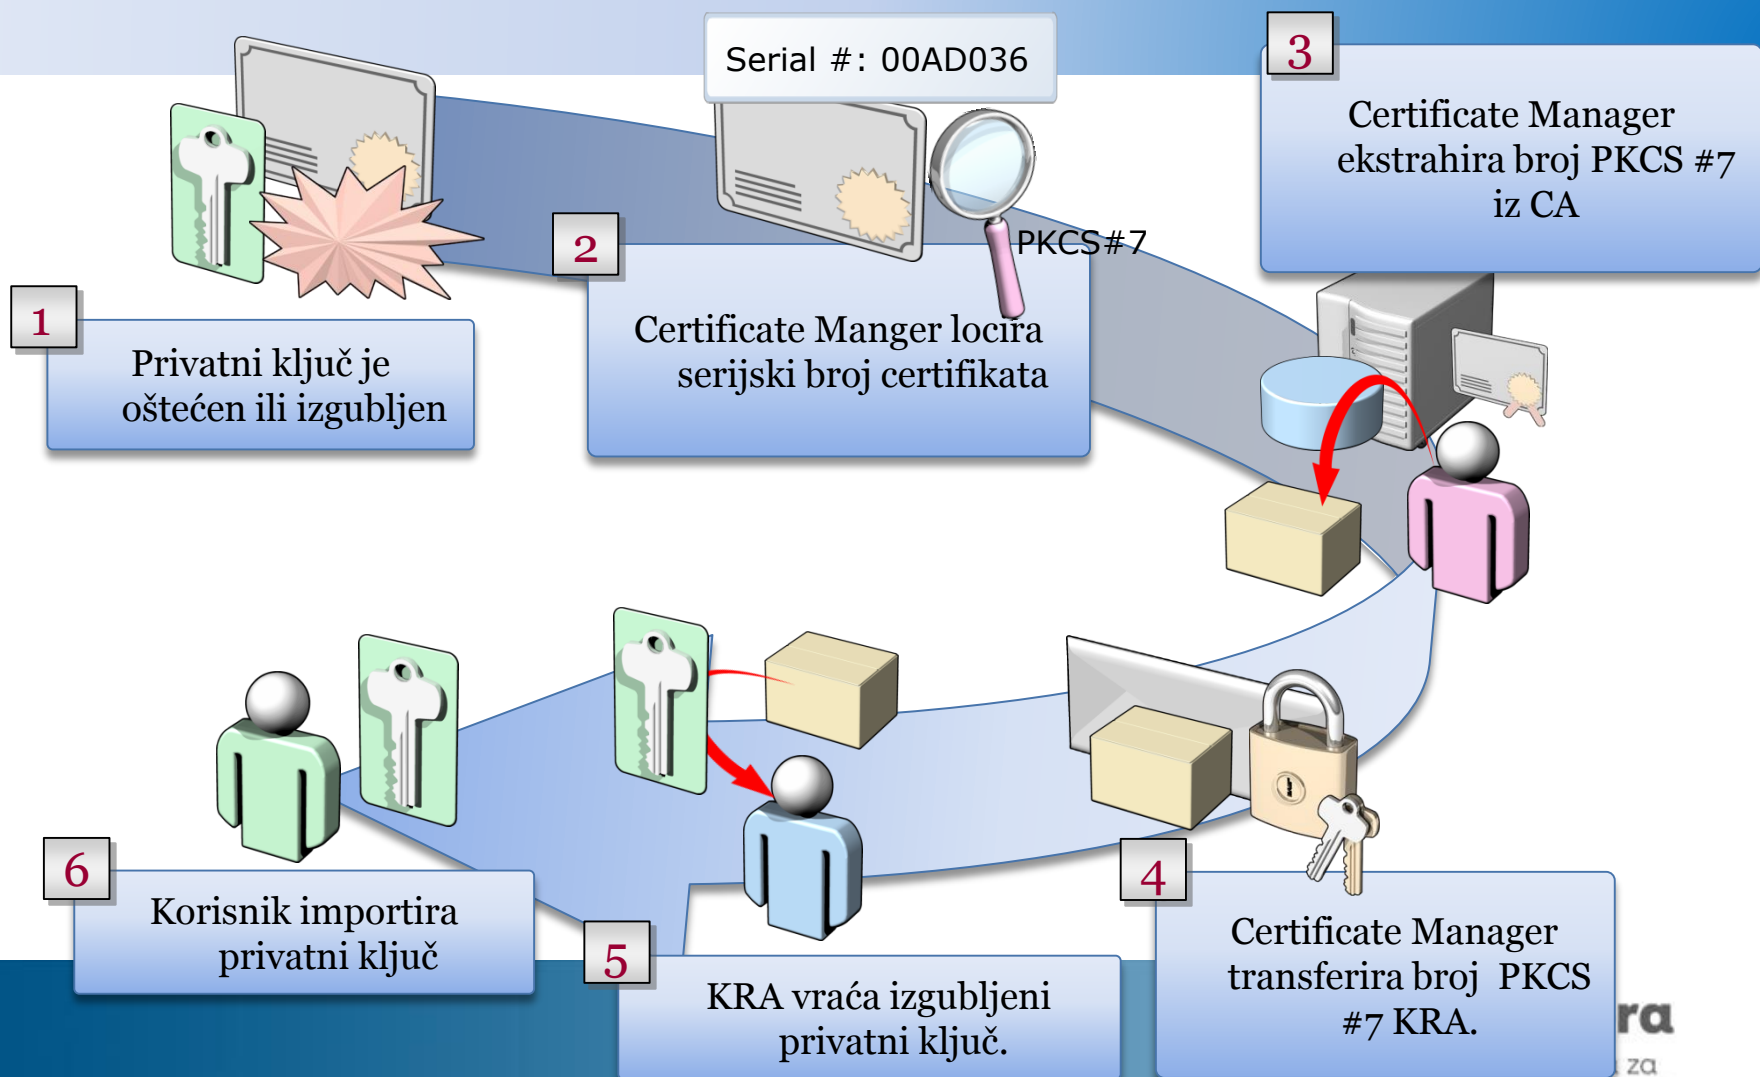 Serial #: 00AD036
PKCS#7
1
Privatni ključ je
oštećen ili izgubljen
2
Certificate Manger locira
serijski broj certifikata
3
Certificate Manager
ekstrahira broj PKCS #7
iz CA
4
Certificate Manager
transferira broj PKCS
#7 KRA.
5
KRA vraća izgubljeni
privatni ključ.
6
Korisnik importira
privatni ključ
ra
za